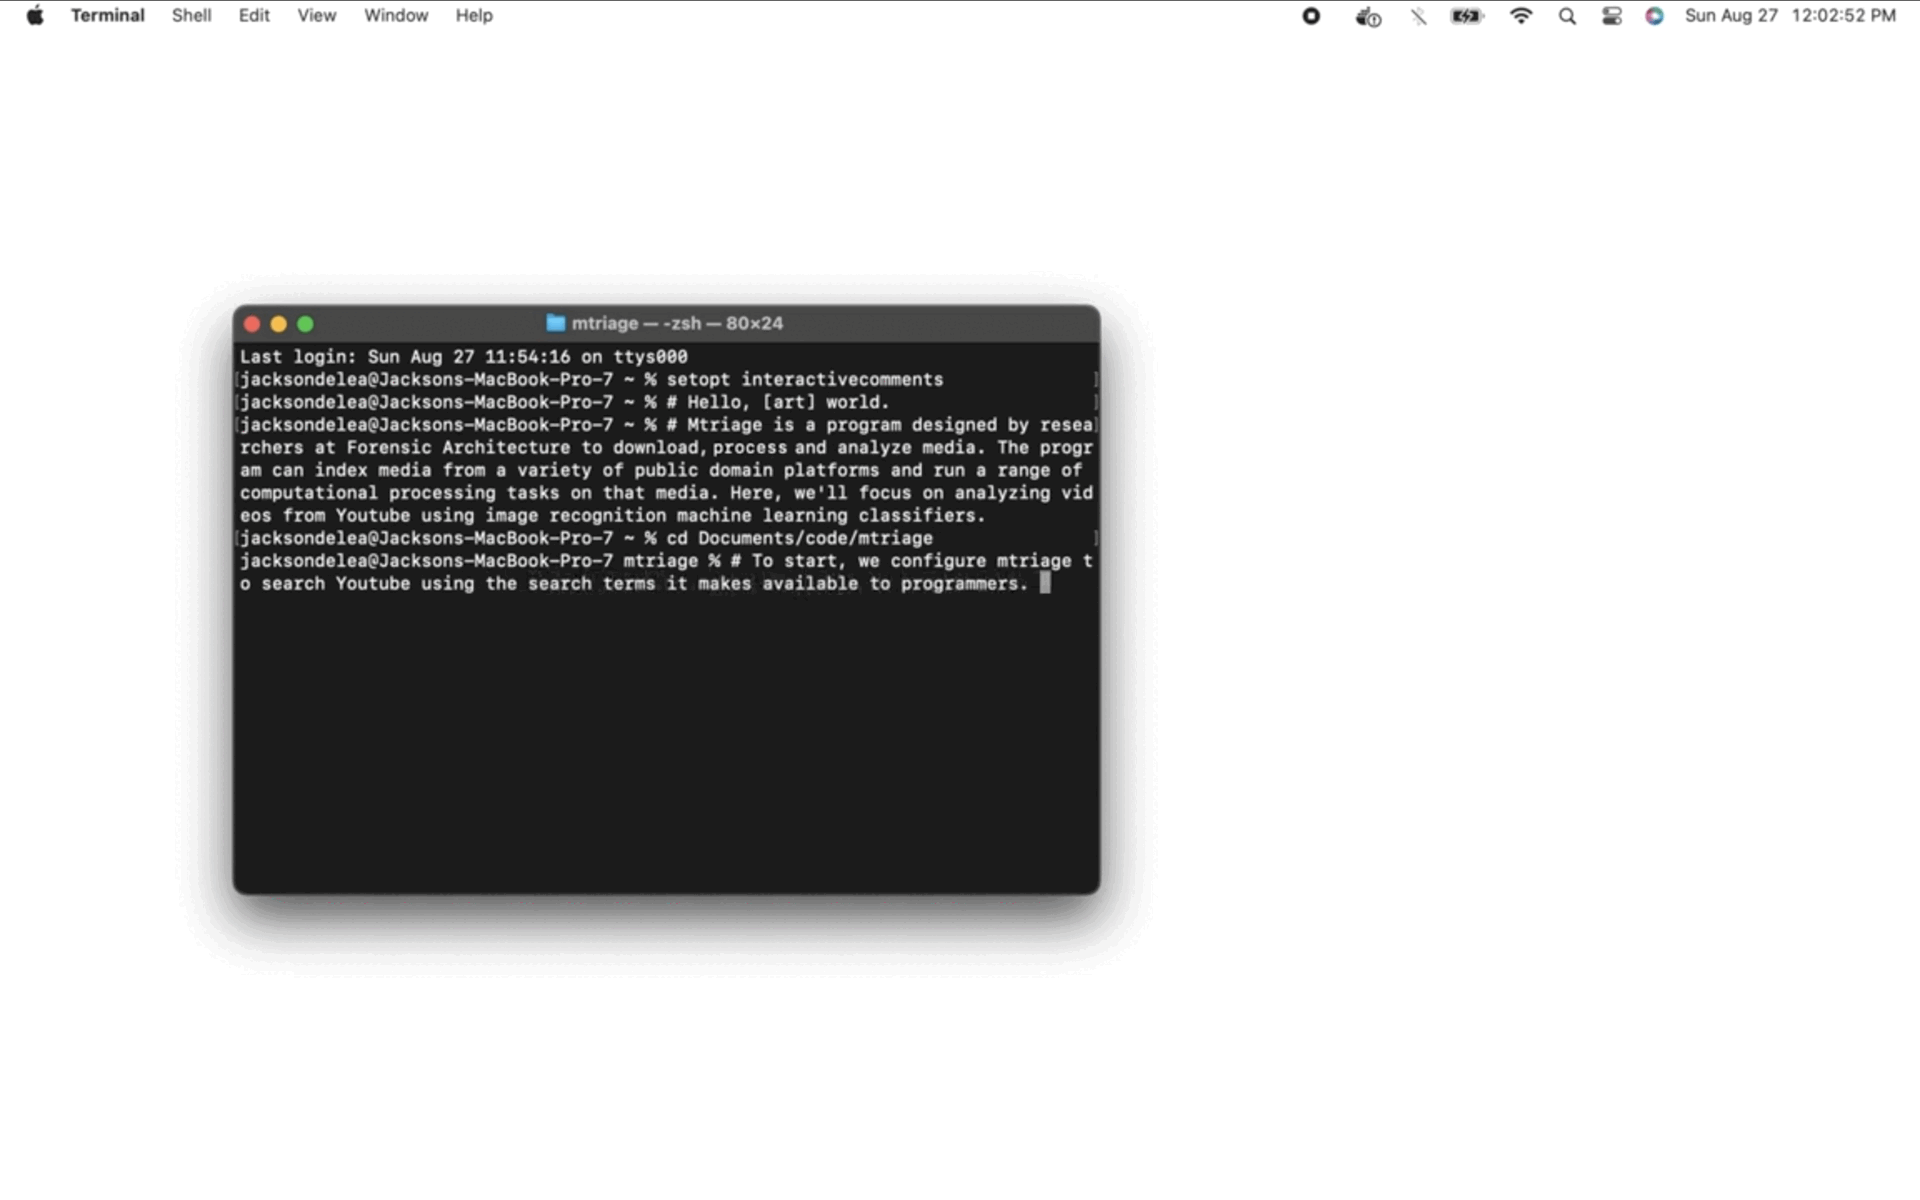 Terminal Shell Edit View Window Help Sun Aug 27 12:02:52 PM
mtriage — -zsh — 80×24
Last login: Sun Aug 27 11:54:16 on ttys000
[jacksondelea@Jacksons-MacBook-Pro-7 ~ % setopt interactivecomments ]
[jacksondelea@Jacksons-MacBook-Pro-7 ~ % # Hello, [art] world. ]
[jacksondelea@Jacksons-MacBook-Pro-7 ~ % # Mtriage is a program designed by resea]
rchers at Forensic Architecture to download, process and analyze media. The progr
am can index media from a variety of public domain platforms and run a range of
computational processing tasks on that media. Here, we'll focus on analyzing vid
eos from Youtube using image recognition machine learning classifiers.
[jacksondelea@Jacksons-MacBook-Pro-7 ~ % cd Documents/code/mtriage ]
jacksondelea@Jacksons-MacBook-Pro-7 mtriage % # To start, we configure mtriage t
o search Youtube using the search terms it makes available to programmers.